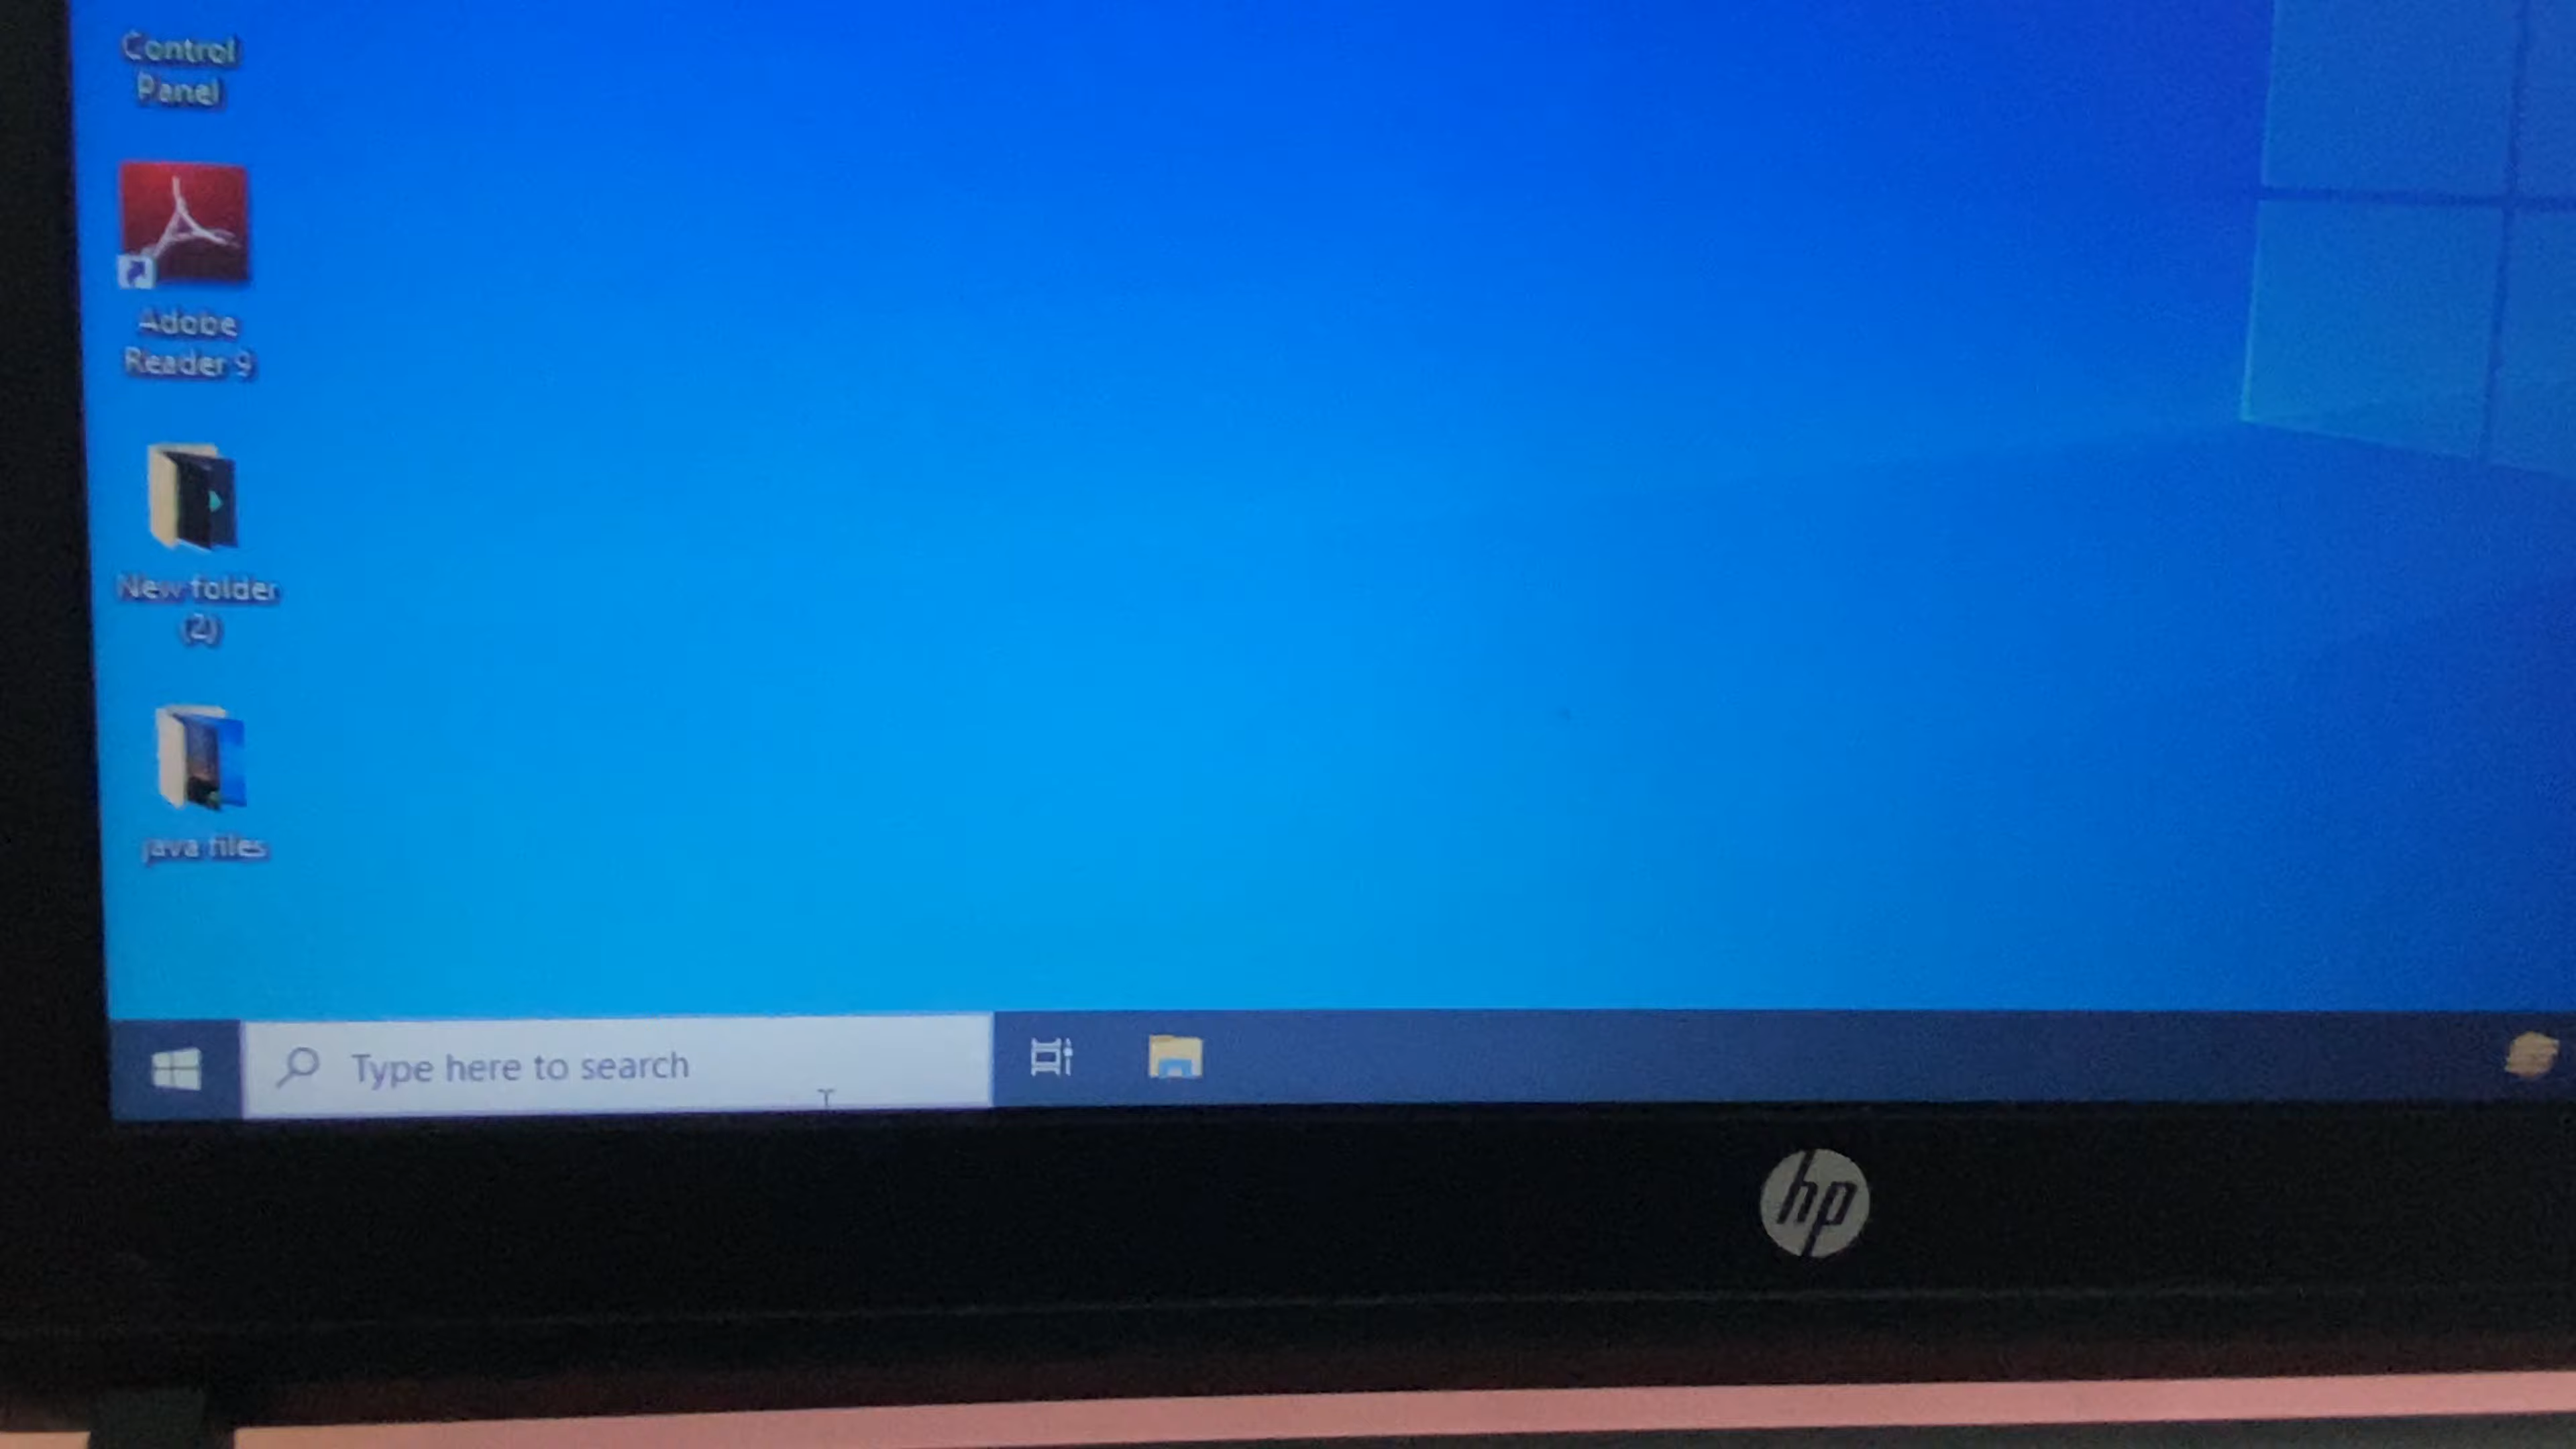 Control
Panel
Adobe
Reader 9
New folder
(2)
java files
Type here to search
hp